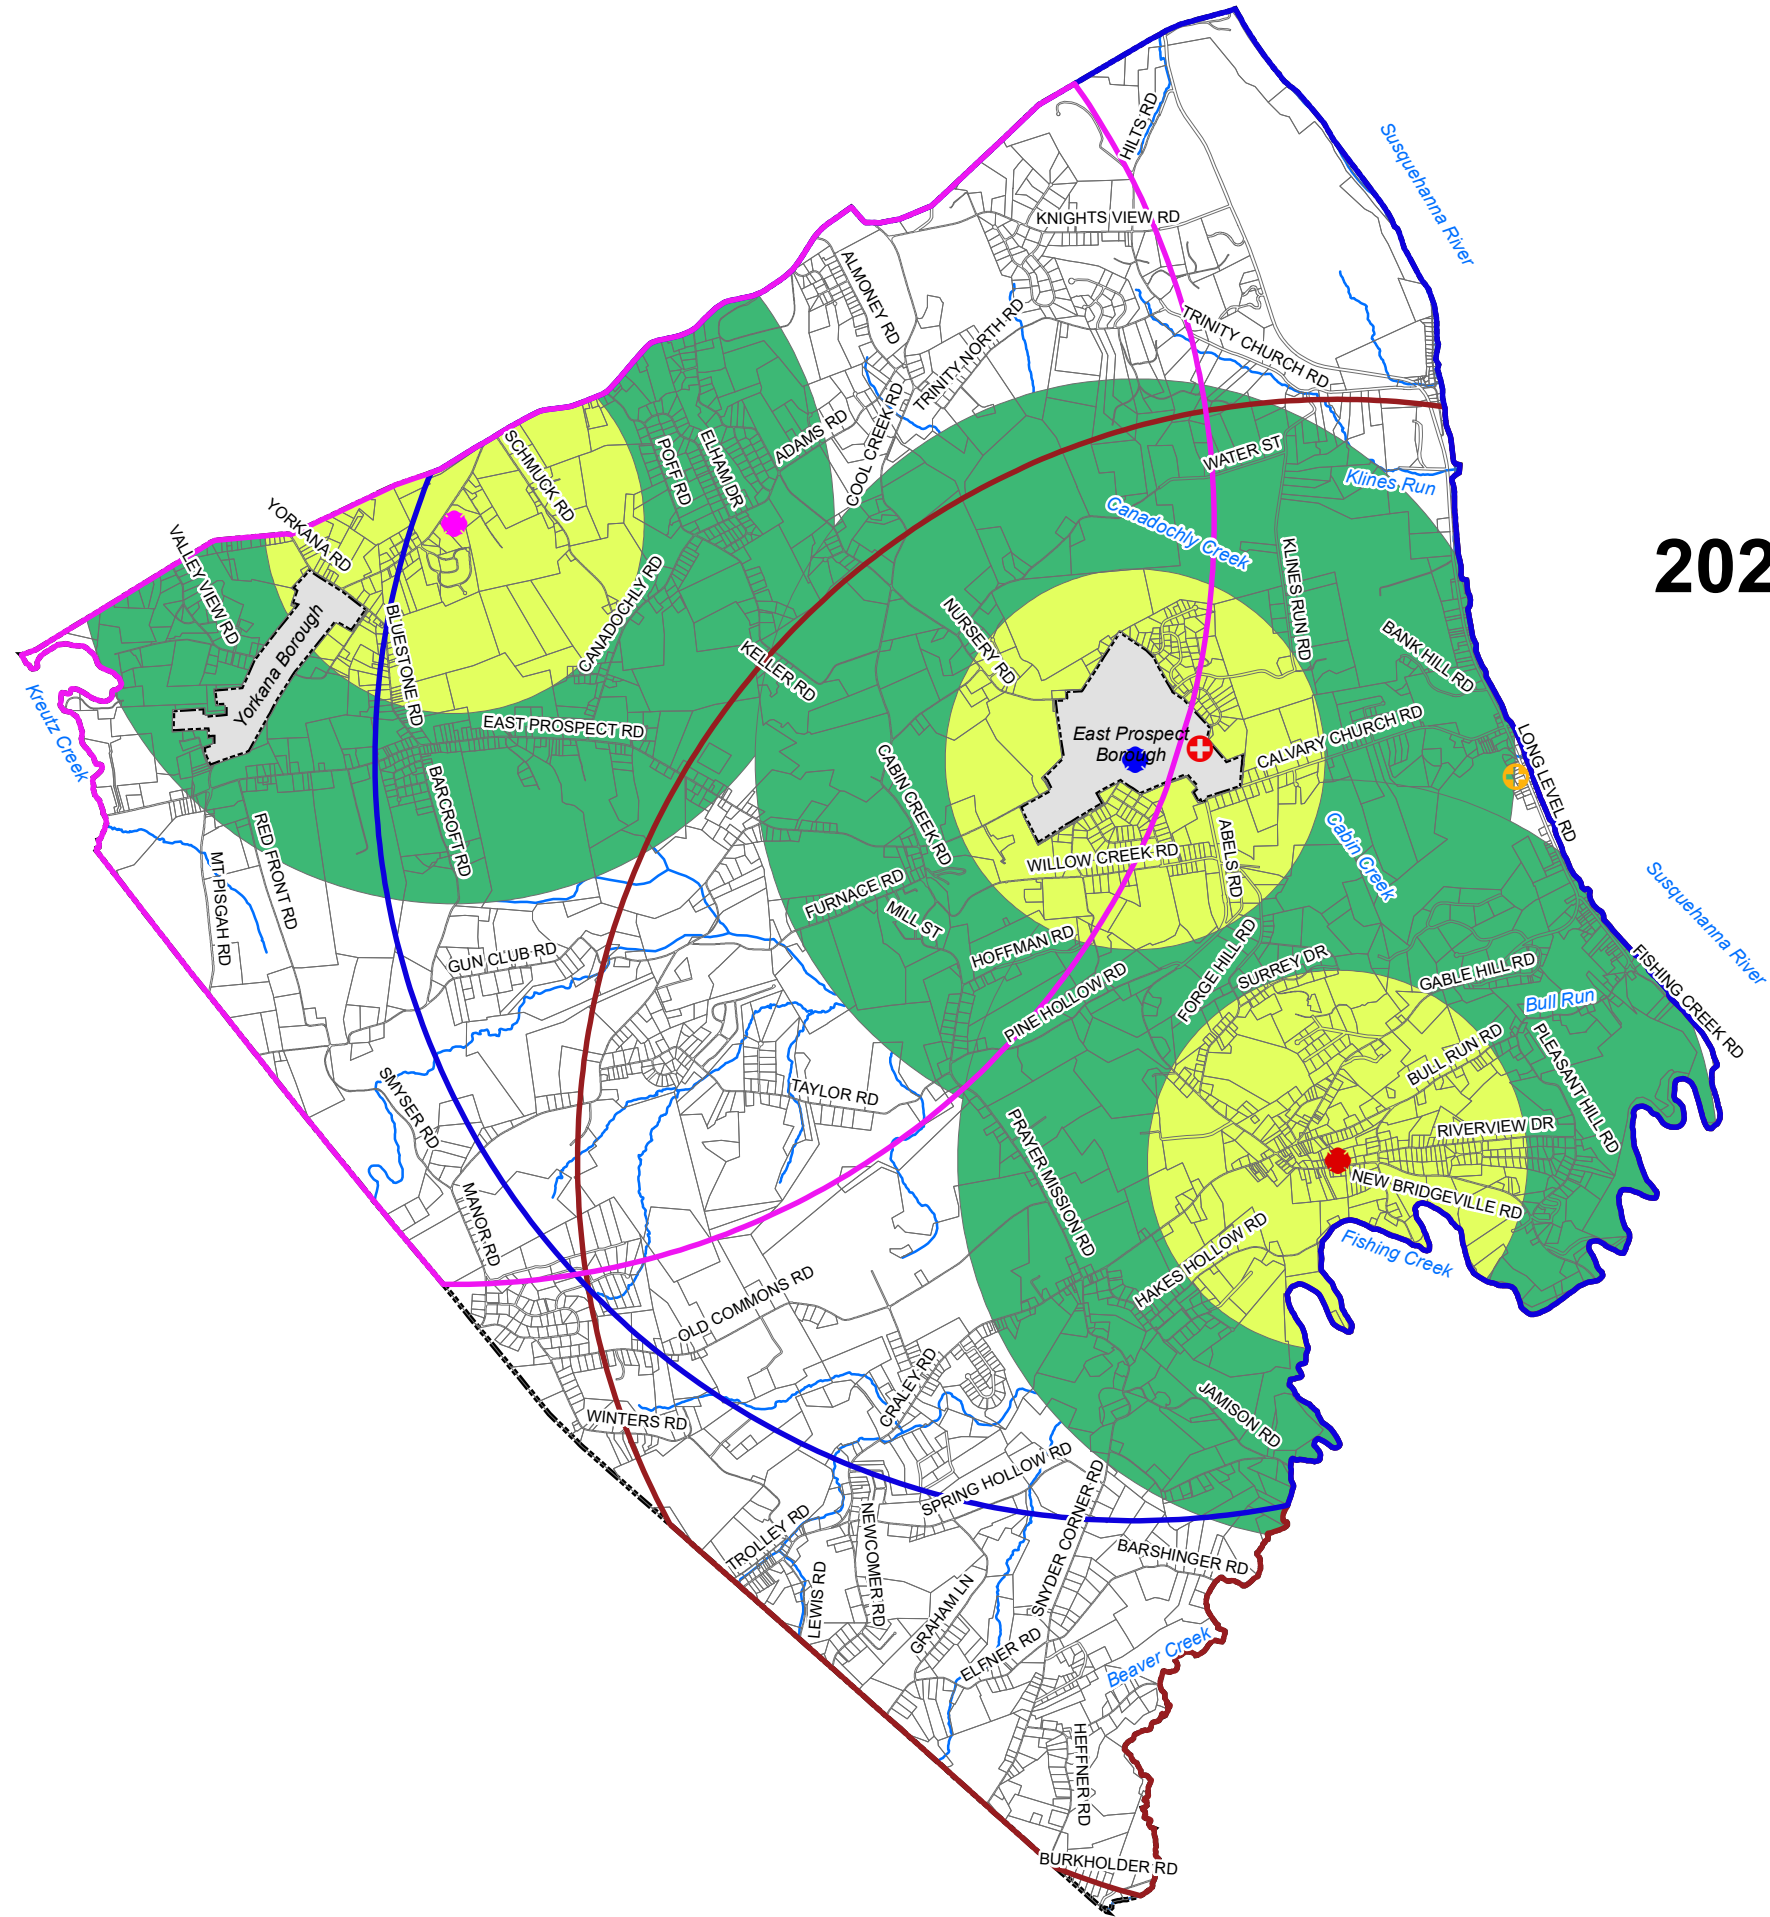 HILTS RD
Susquehanna River
KNIGHTS VIEW RD
ALMONEY RD
TRINITY NORTH RD
TRINITY CHURCH RD
COOL CREEK RD
ADAMS RD
ELHAM DR
POFF RD
SCHMUCK RD
WATER ST
Klines Run
Canadochly Creek
YORKANA RD
VALLEY VIEW RD
202
KLINES RUN RD
Yorkana Borough
BLUESTONE RD
CANADOCHLY RD
NURSERY RD
KELLER RD
BANK HILL RD
Kreutz Creek
EAST PROSPECT RD
East Prospect
Borough
CALVARY CHURCH RD
LONG LEVEL RD
BARCROFT RD
CABIN CREEK RD
RED FRONT RD
MT PISGAH RD
WILLOW CREEK RD
ABELS RD
Cabin Creek
FURNACE RD
MILL ST
Susquehanna River
GUN CLUB RD
HOFFMAN RD
FORGE HILL RD
SURREY DR
GABLE HILL RD
FISHING CREEK RD
PINE HOLLOW RD
Bull Run
BULL RUN RD
PLEASANT HILL RD
SMYSER RD
TAYLOR RD
PRAYER MISSION RD
RIVERVIEW DR
NEW BRIDGEVILLE RD
MANOR RD
HAKES HOLLOW RD
Fishing Creek
OLD COMMONS RD
CRALEY RD
JAMISON RD
WINTERS RD
SPRING HOLLOW RD
SNYDER CORNER RD
TROLLEY RD
NEWCOMER RD
LEWIS RD
BARSHINGER RD
GRAHAM LN
ELFNER RD
Beaver Creek
HEFFNER RD
BURKHOLDER RD